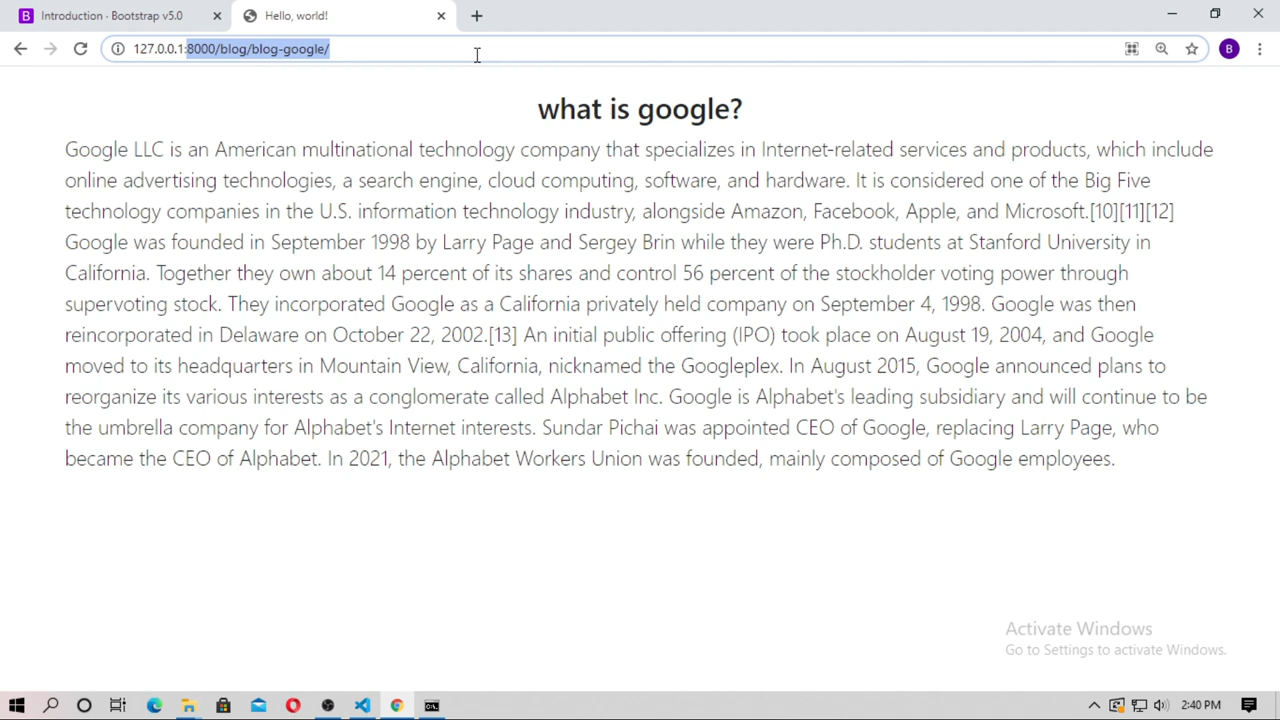 Introduction · Bootstrap v5.0
Hello, world!
127.0.0.1:8000/blog/blog-google/
B
what is google?
Google LLC is an American multinational technology company that specializes in Internet-related services and products, which include
online advertising technologies, a search engine, cloud computing, software, and hardware. It is considered one of the Big Five
technology companies in the U.S. information technology industry, alongside Amazon, Facebook, Apple, and Microsoft.[10][11][12]
Google was founded in September 1998 by Larry Page and Sergey Brin while they were Ph.D. students at Stanford University in
California. Together they own about 14 percent of its shares and control 56 percent of the stockholder voting power through
supervoting stock. They incorporated Google as a California privately held company on September 4, 1998. Google was then
reincorporated in Delaware on October 22, 2002.[13] An initial public offering (IPO) took place on August 19, 2004, and Google
moved to its headquarters in Mountain View, California, nicknamed the Googleplex. In August 2015, Google announced plans to
reorganize its various interests as a conglomerate called Alphabet Inc. Google is Alphabet's leading subsidiary and will continue to be
the umbrella company for Alphabet's Internet interests. Sundar Pichai was appointed CEO of Google, replacing Larry Page, who
became the CEO of Alphabet. In 2021, the Alphabet Workers Union was founded, mainly composed of Google employees.
Activate Windows
Go to Settings to activate Windows.
2:40 PM